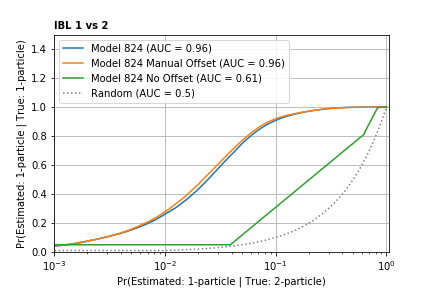 IBL 1 vs 2
Pr(Estimated: 1-particle | True: 1-particle)
1.4
1.2
1.0
0.8
0.6
0.4
0.2
0.0
Model 824 (AUC = 0.96)
Model 824 Manual Offset (AUC = 0.96)
Model 824 No Offset (AUC = 0.61)
Random (AUC = 0.5)
10⁻³ 10⁻² 10⁻¹ 10⁰
Pr(Estimated: 1-particle | True: 2-particle)